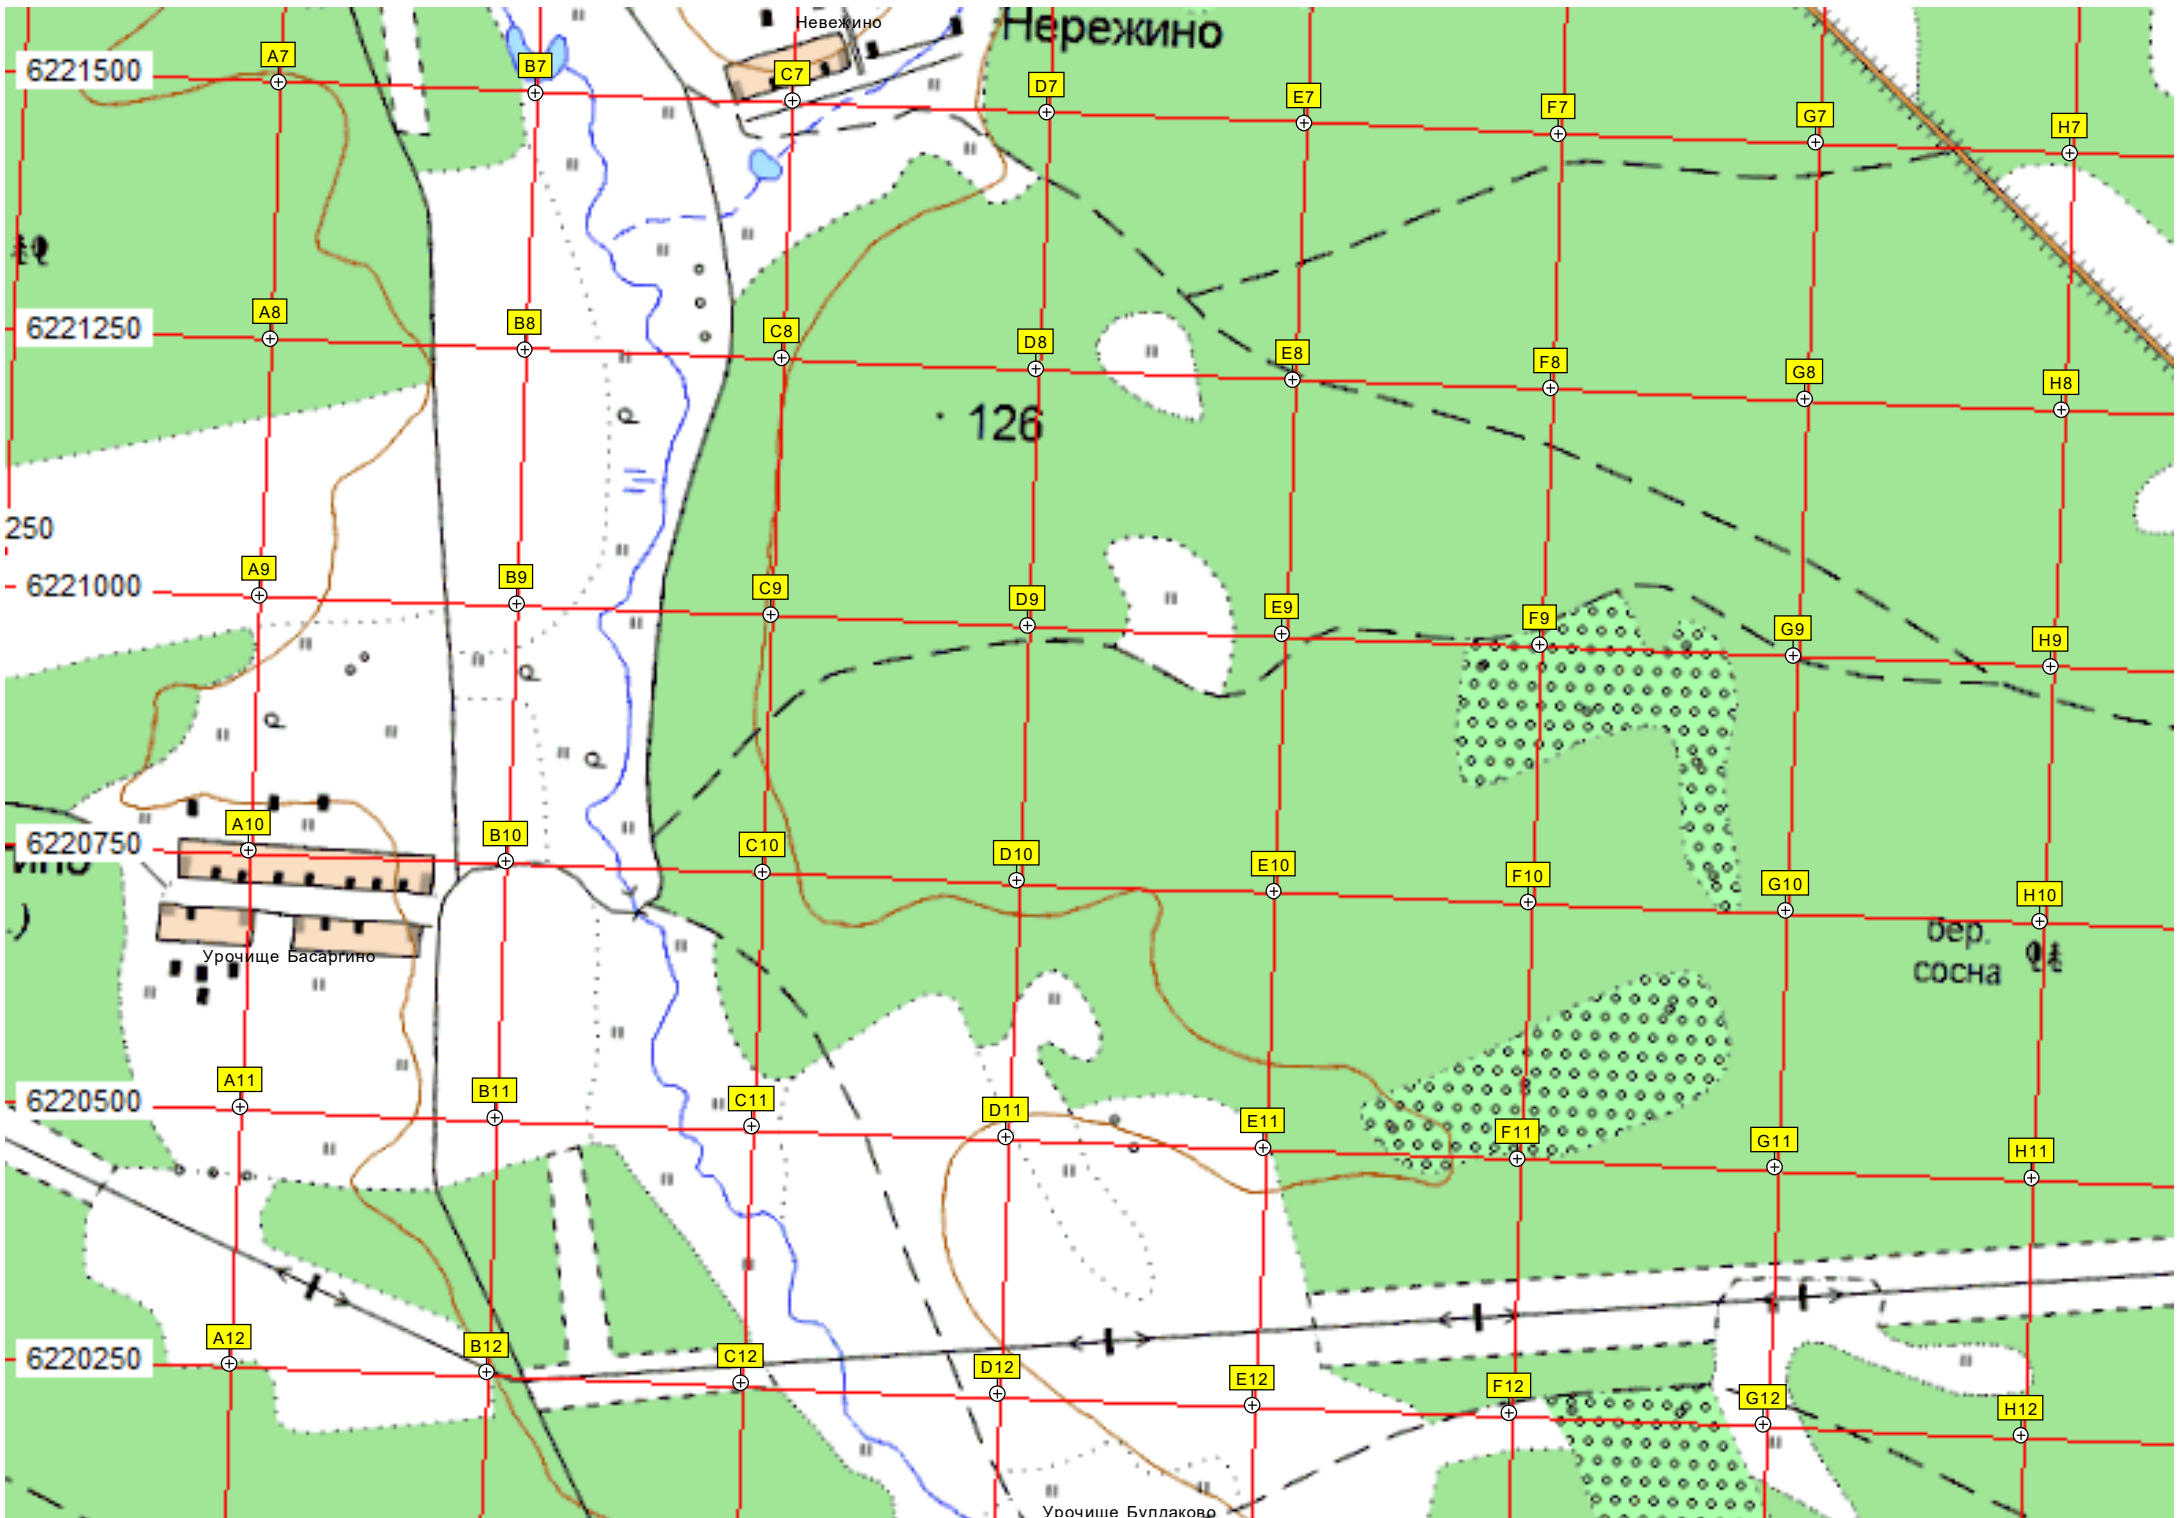 Невежино
Нережино
6221500
A7
B7
C7
D7
E7
F7
G7
H7
6221250
A8
B8
C8
D8
E8
F8
G8
H8
126
250
6221000
A9
B9
C9
D9
E9
F9
G9
H9
6220750
A10
B10
C10
D10
E10
F10
G10
H10
ино
)
бер.
сосна
Урочище Басаргино
6220500
A11
B11
C11
D11
E11
F11
G11
H11
6220250
A12
B12
C12
D12
E12
F12
G12
H12
Урочище Булдаково